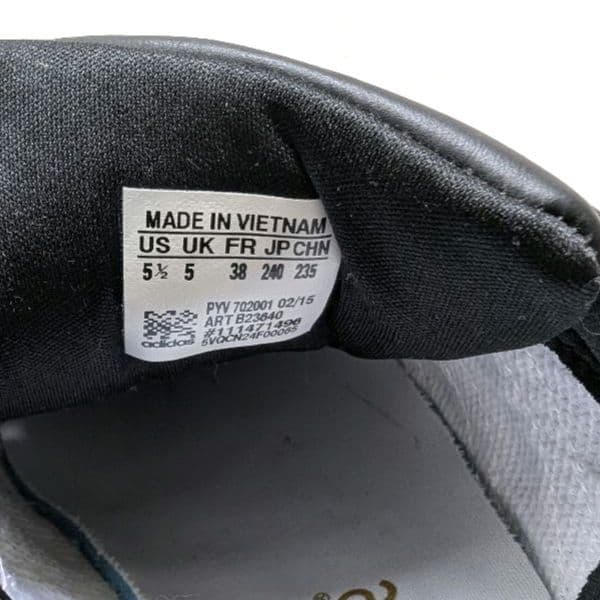 MADE IN VIETNAM
US UK FR JP CHN
5½ 5 38 240 235
PYV 702001 02/15
ART B23640
#111471496
5VQCN24F00065
adidas